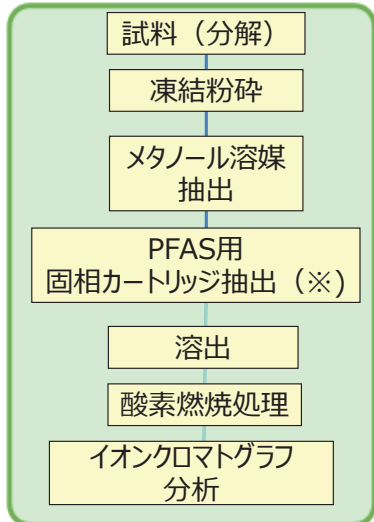 試料（分解）
凍結粉砕
メタノール溶媒
抽出
PFAS用
固相カートリッジ抽出（※)
溶出
酸素燃焼処理
イオンクロマトグラフ
分析